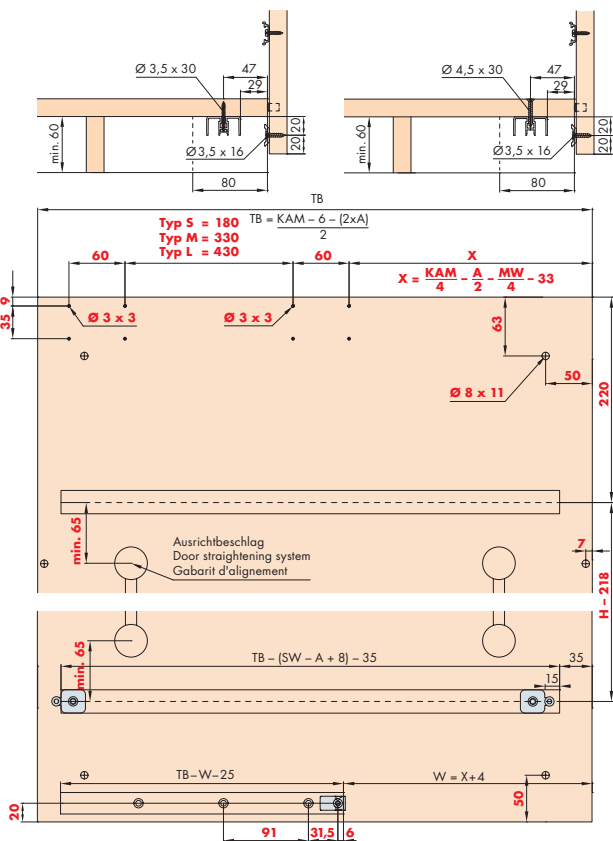 Ø 3,5 x 30
47
29
min. 60
20
20
Ø 3,5 x 16
80
Ø 4,5 x 30
47
29
min. 60
20
20
Ø 3,5 x 16
80
TB
Typ S = 180
Typ M = 330
Typ L = 430
TB = KAM – 6 – (2xA)
2
60
60
X
X = KAM - A - MW - 33
4 2 4
9
35
Ø 3 x 3
Ø 3 x 3
63
50
Ø 8 x 11
220
min. 65
Ausrichtbeschlag
Door straightening system
Gabarit d'alignement
7
H – 218
min. 65
TB – (SW – A + 8) – 35
35
15
TB–W–25
W = X+4
50
20
91
31,5
6